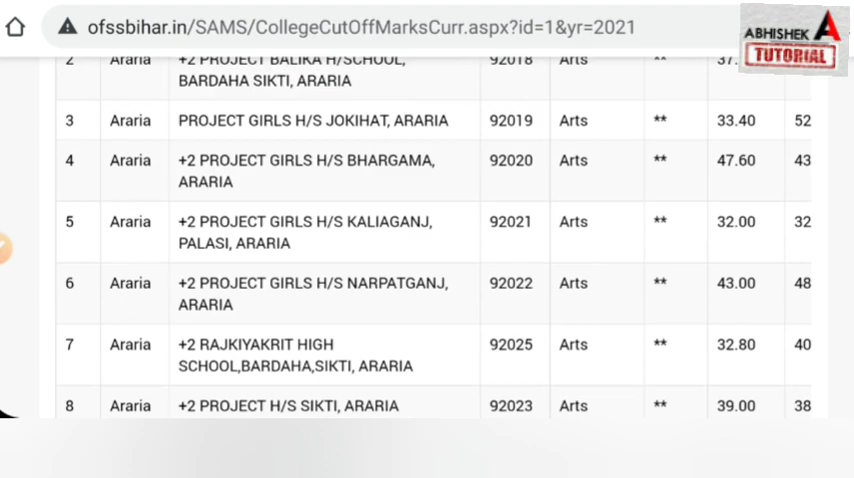 ofssbihar.in/SAMS/CollegeCutOffMarksCurr.aspx?id=1&yr=2021
ABHISHEK A
TUTORIAL
2 Araria +2 PROJECT BALIKA H/SCHOOL, 92018 Arts ** 37.
BARDAHA SIKTI, ARARIA
3 Araria PROJECT GIRLS H/S JOKIHAT, ARARIA 92019 Arts ** 33.40 52
4 Araria +2 PROJECT GIRLS H/S BHARGAMA, 92020 Arts ** 47.60 43
ARARIA
5 Araria +2 PROJECT GIRLS H/S KALIAGANJ, 92021 Arts ** 32.00 32
PALASI, ARARIA
6 Araria +2 PROJECT GIRLS H/S NARPATGANJ, 92022 Arts ** 43.00 48
ARARIA
7 Araria +2 RAJKIYAKRIT HIGH 92025 Arts ** 32.80 40
SCHOOL,BARDAHA,SIKTI, ARARIA
8 Araria +2 PROJECT H/S SIKTI, ARARIA 92023 Arts ** 39.00 38